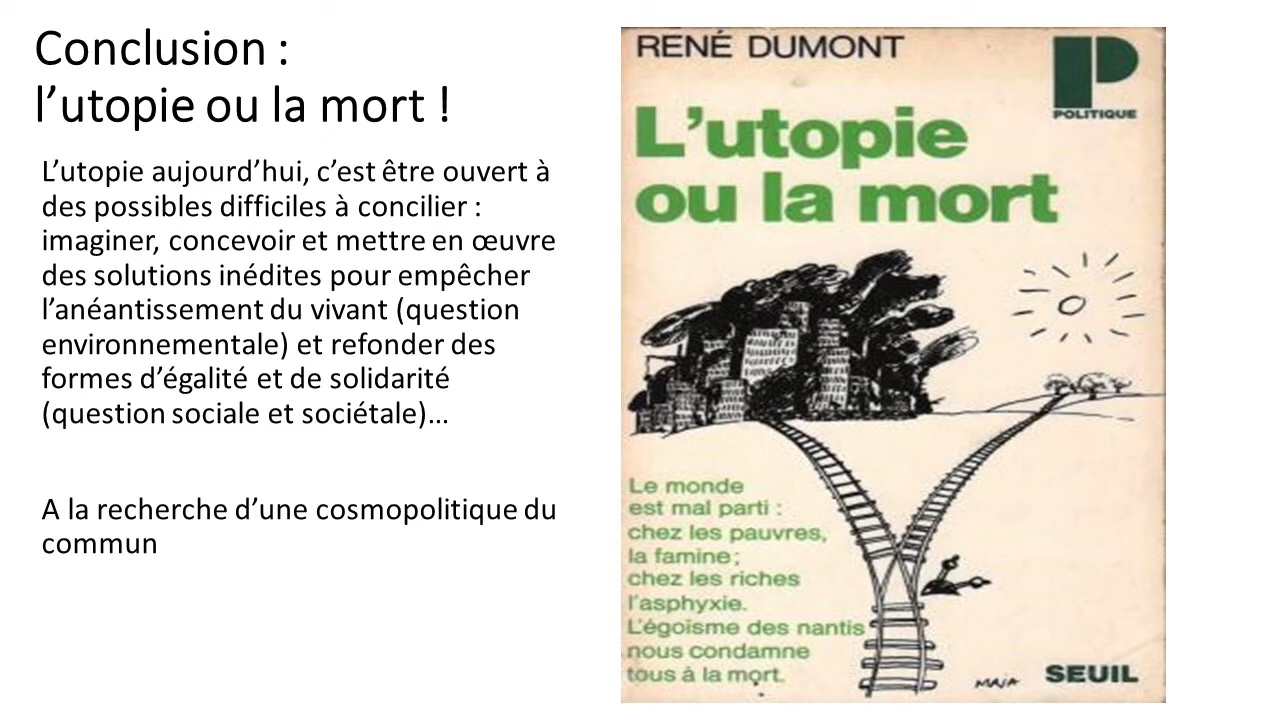 Conclusion :
l’utopie ou la mort !
L’utopie aujourd’hui, c’est être ouvert à
des possibles difficiles à concilier :
imaginer, concevoir et mettre en œuvre
des solutions inédites pour empêcher
l’anéantissement du vivant (question
environnementale) et refonder des
formes d’égalité et de solidarité
(question sociale et sociétale)…
A la recherche d’une cosmopolitique du
commun
RENÉ DUMONT
P
POLITIQUE
L’utopie
ou la mort
Le monde
est mal parti :
chez les pauvres,
la famine;
chez les riches
l’asphyxie.
L’égoïsme des nantis
nous condamne
tous à la mort.
MAJA
SEUIL